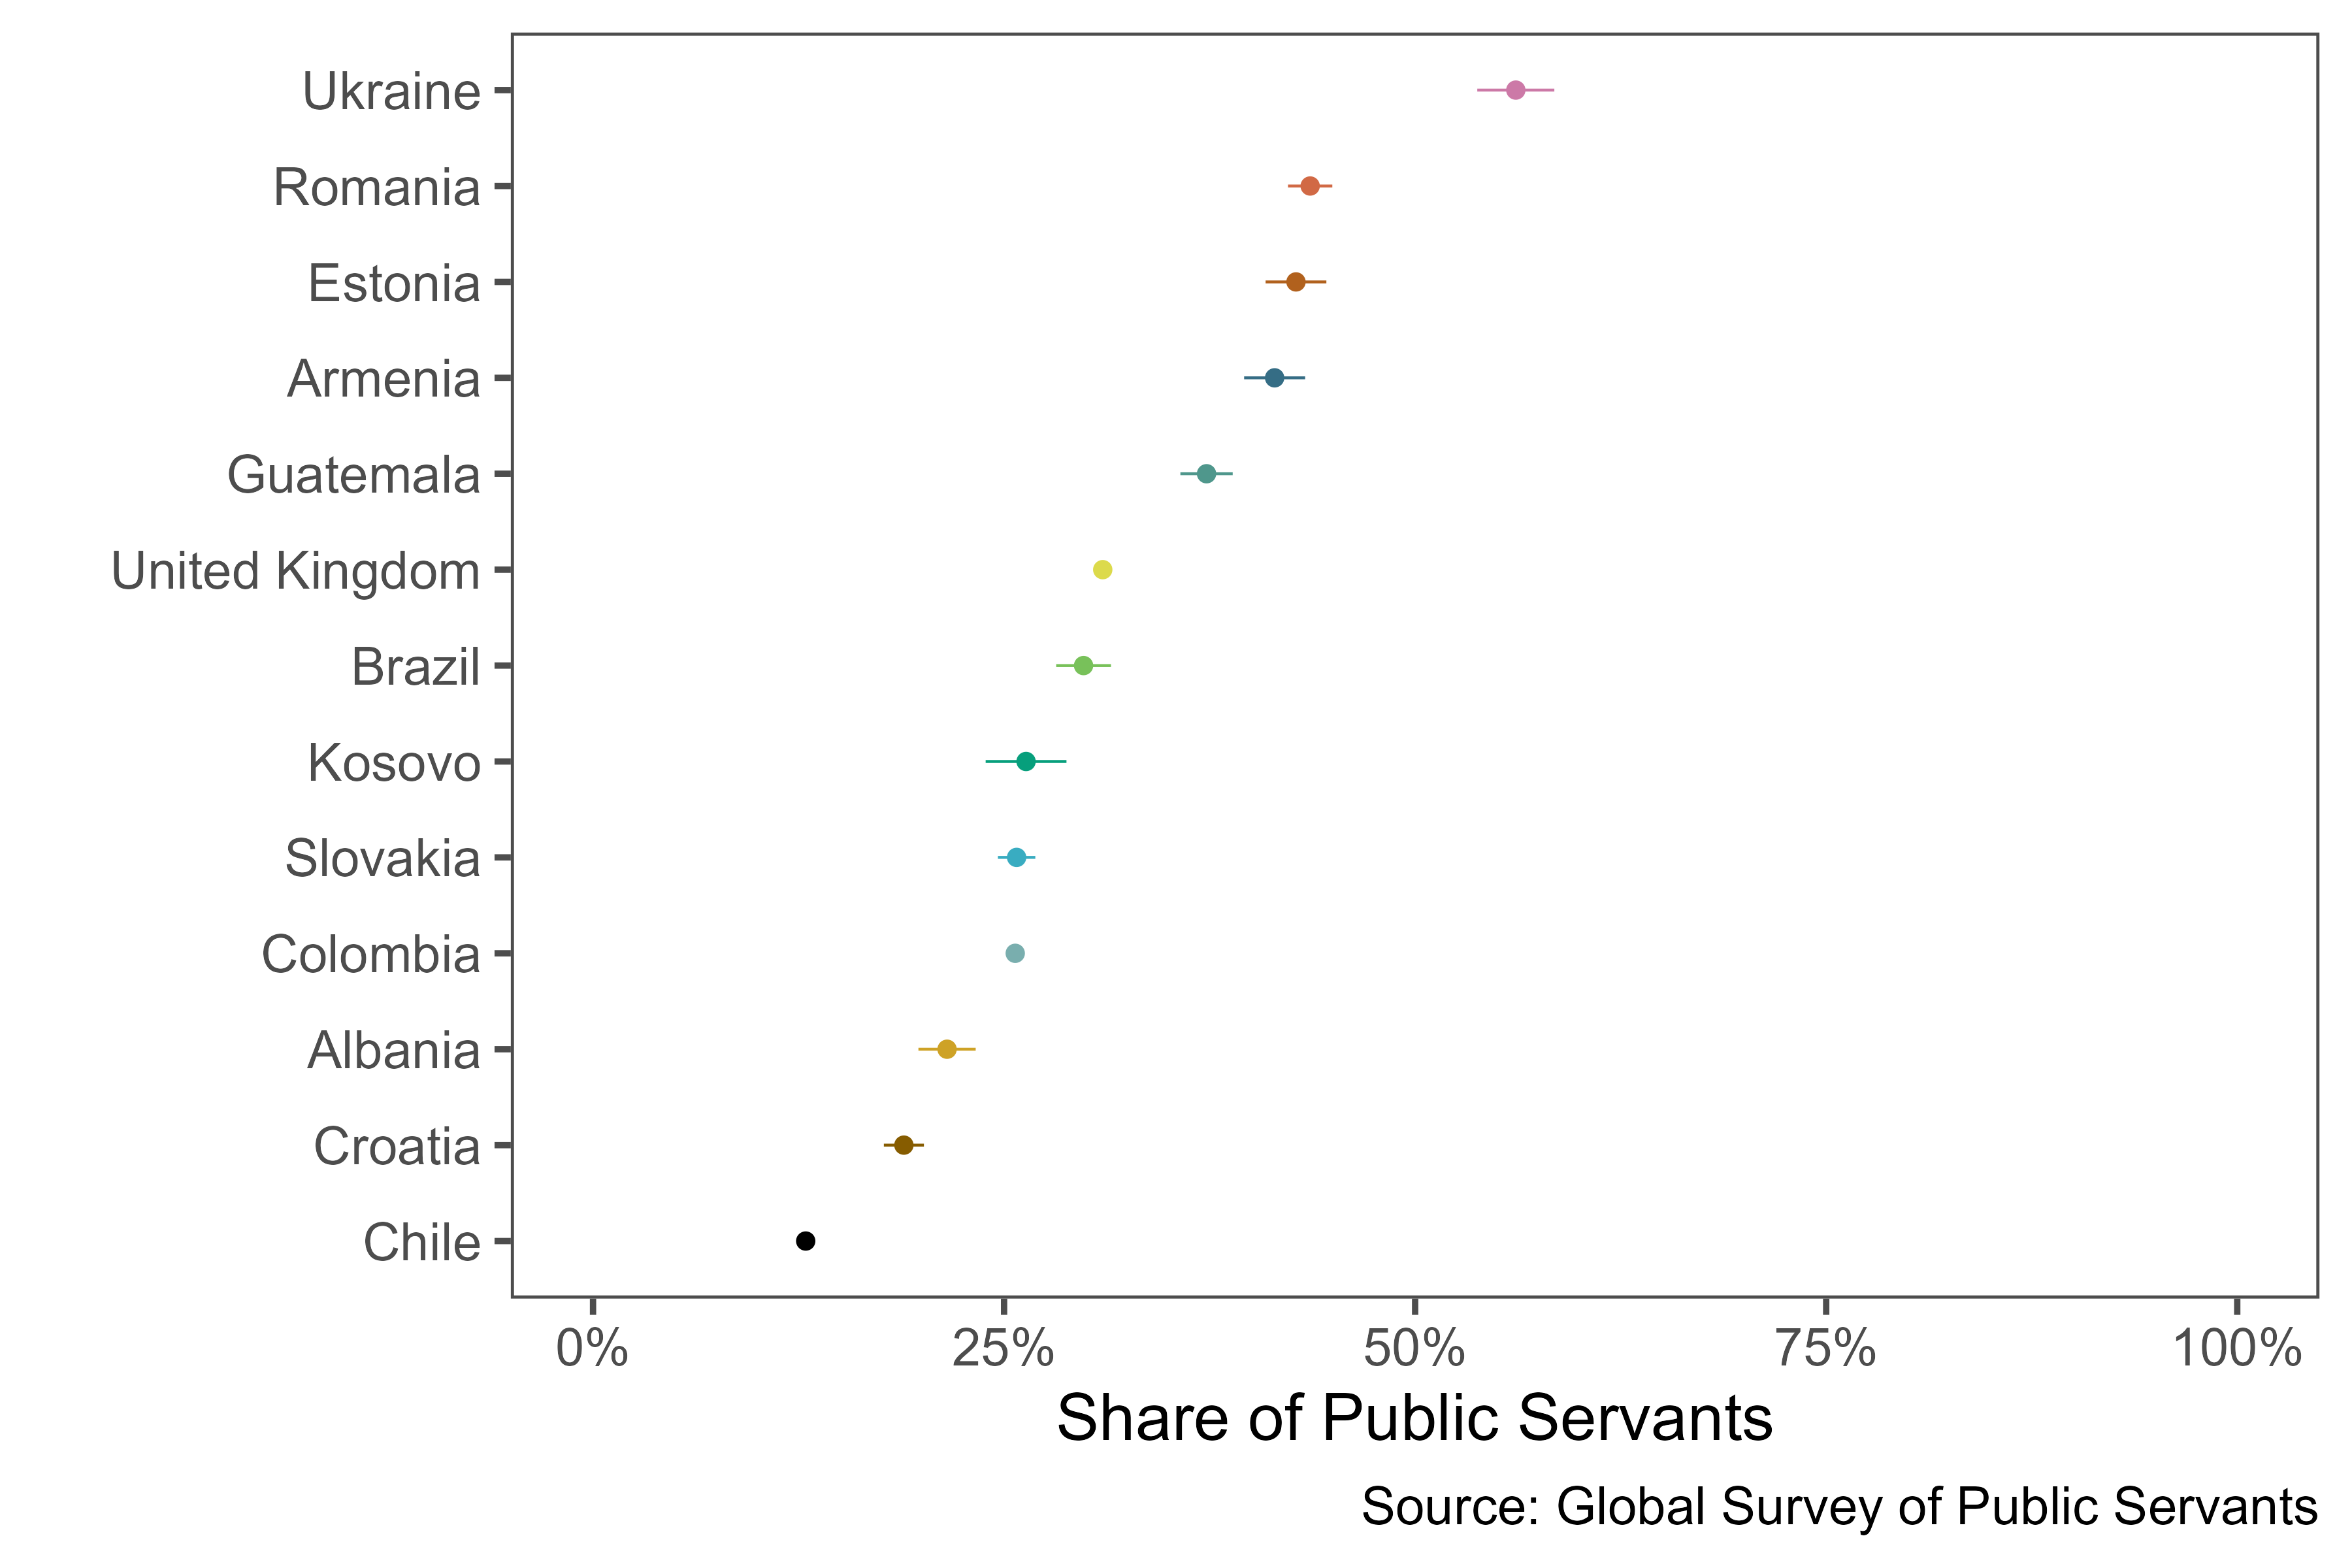 Ukraine
Romania
Estonia
Armenia
Guatemala
United Kingdom
Brazil
Kosovo
Slovakia
Colombia
Albania
Croatia
Chile
0% 25% 50% 75% 100%
Share of Public Servants
Source: Global Survey of Public Servants